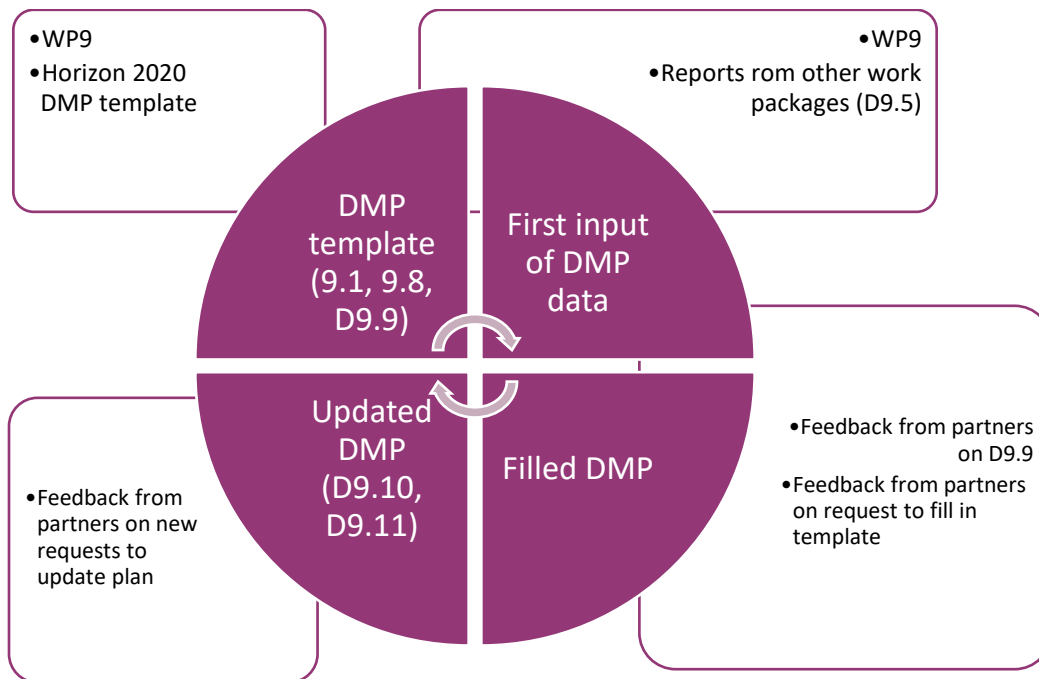 •WP9
•Horizon 2020
DMP template
•WP9
•Reports rom other work
packages (D9.5)
DMP
template
(9.1, 9.8,
D9.9)
First input
of DMP
data
Updated
DMP
(D9.10,
D9.11)
Filled DMP
•Feedback from
partners on new
requests to
update plan
•Feedback from partners
on D9.9
•Feedback from partners
on request to fill in
template